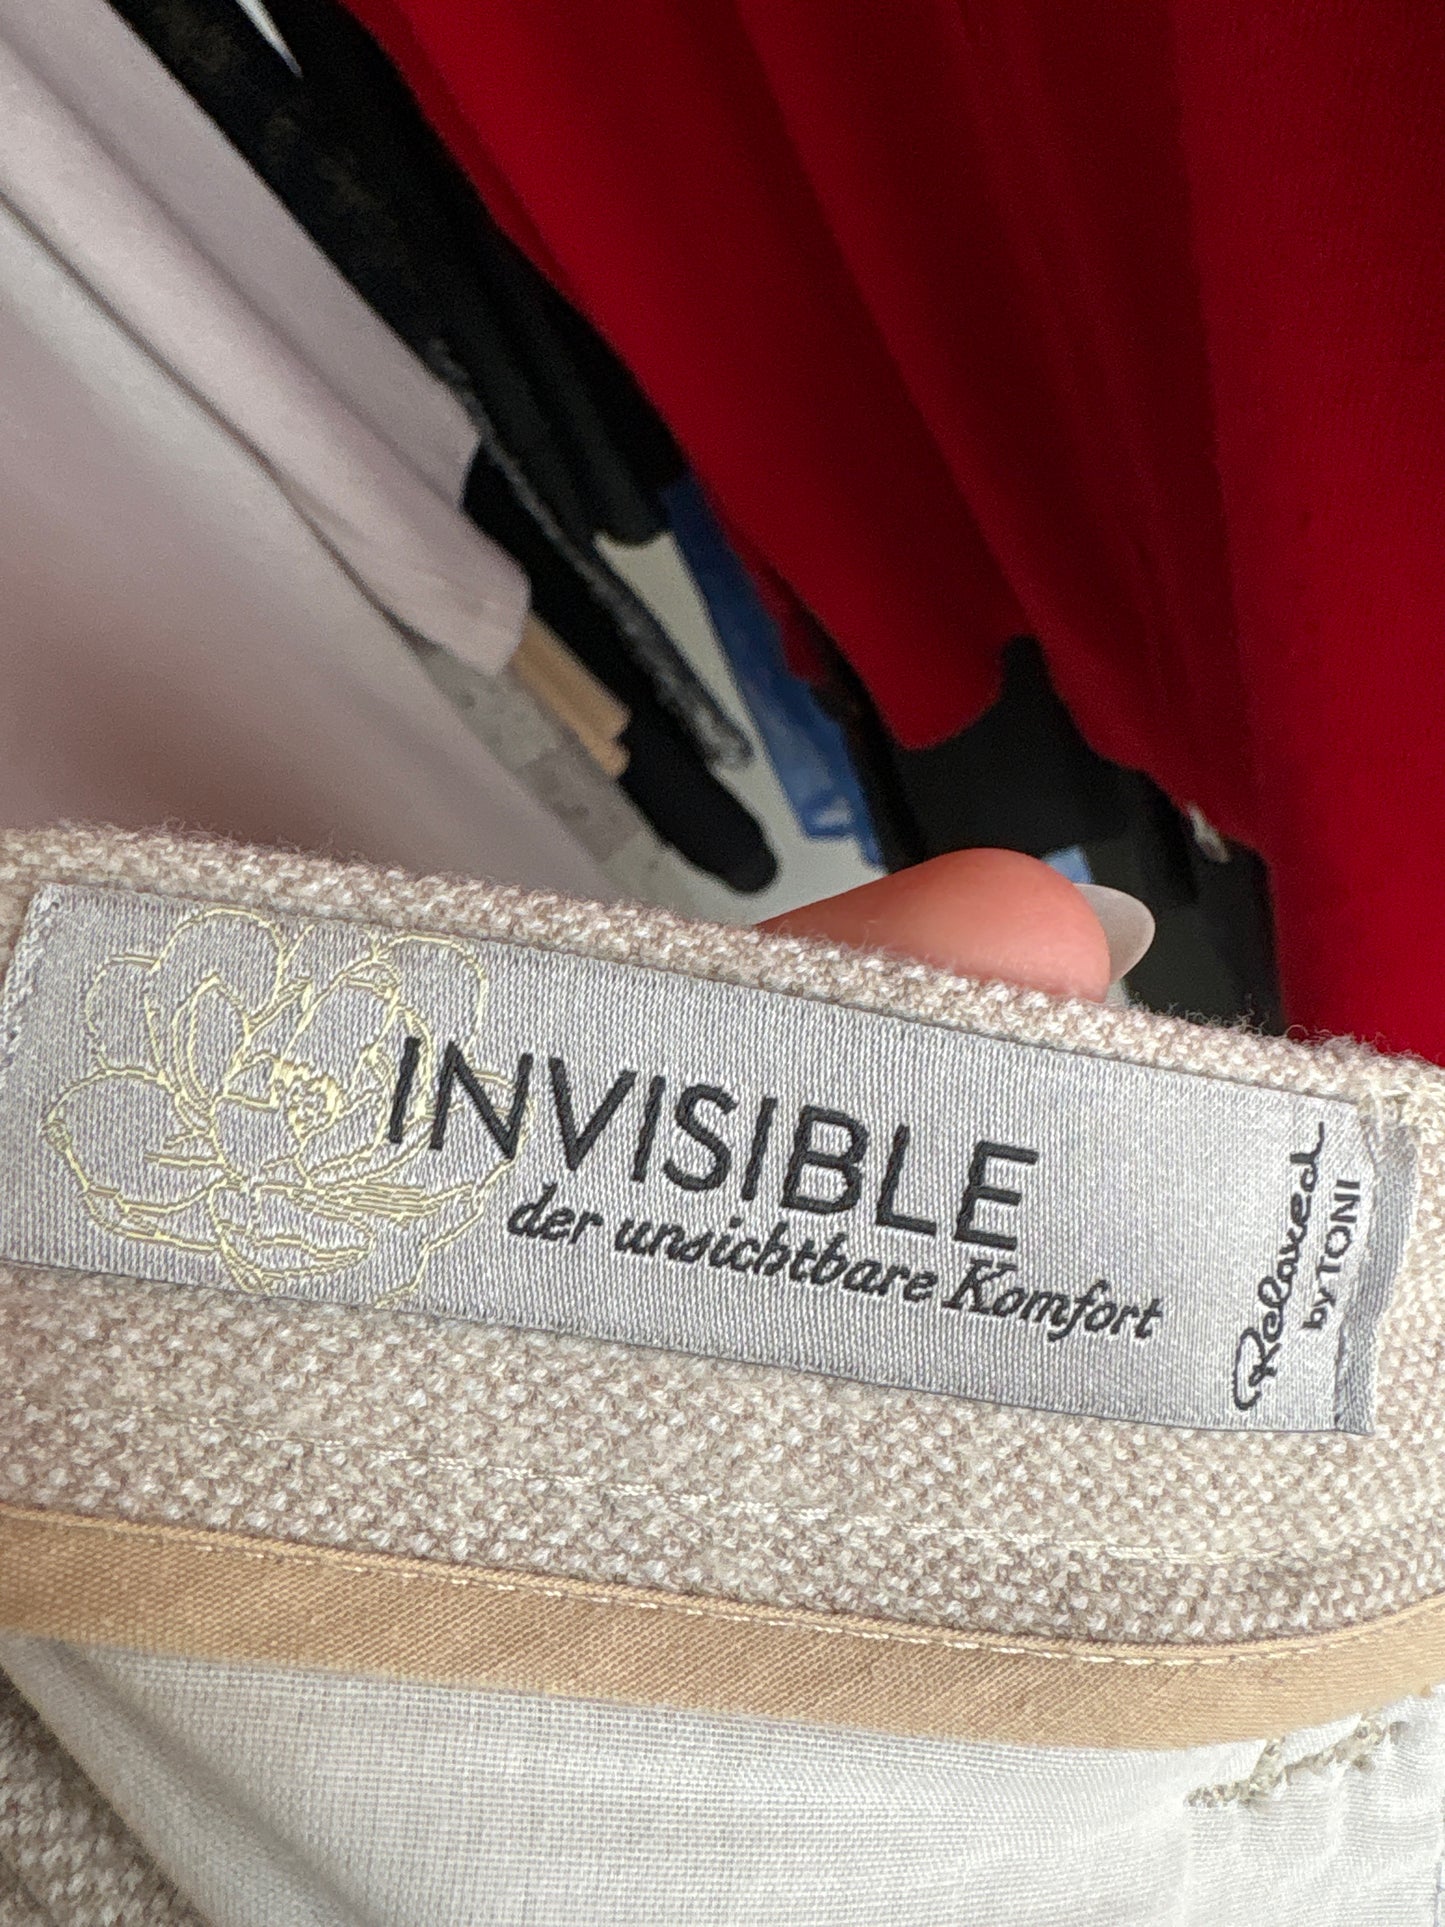 INVISIBLE
der unsichtbare Komfort
Relaxed
by TONI